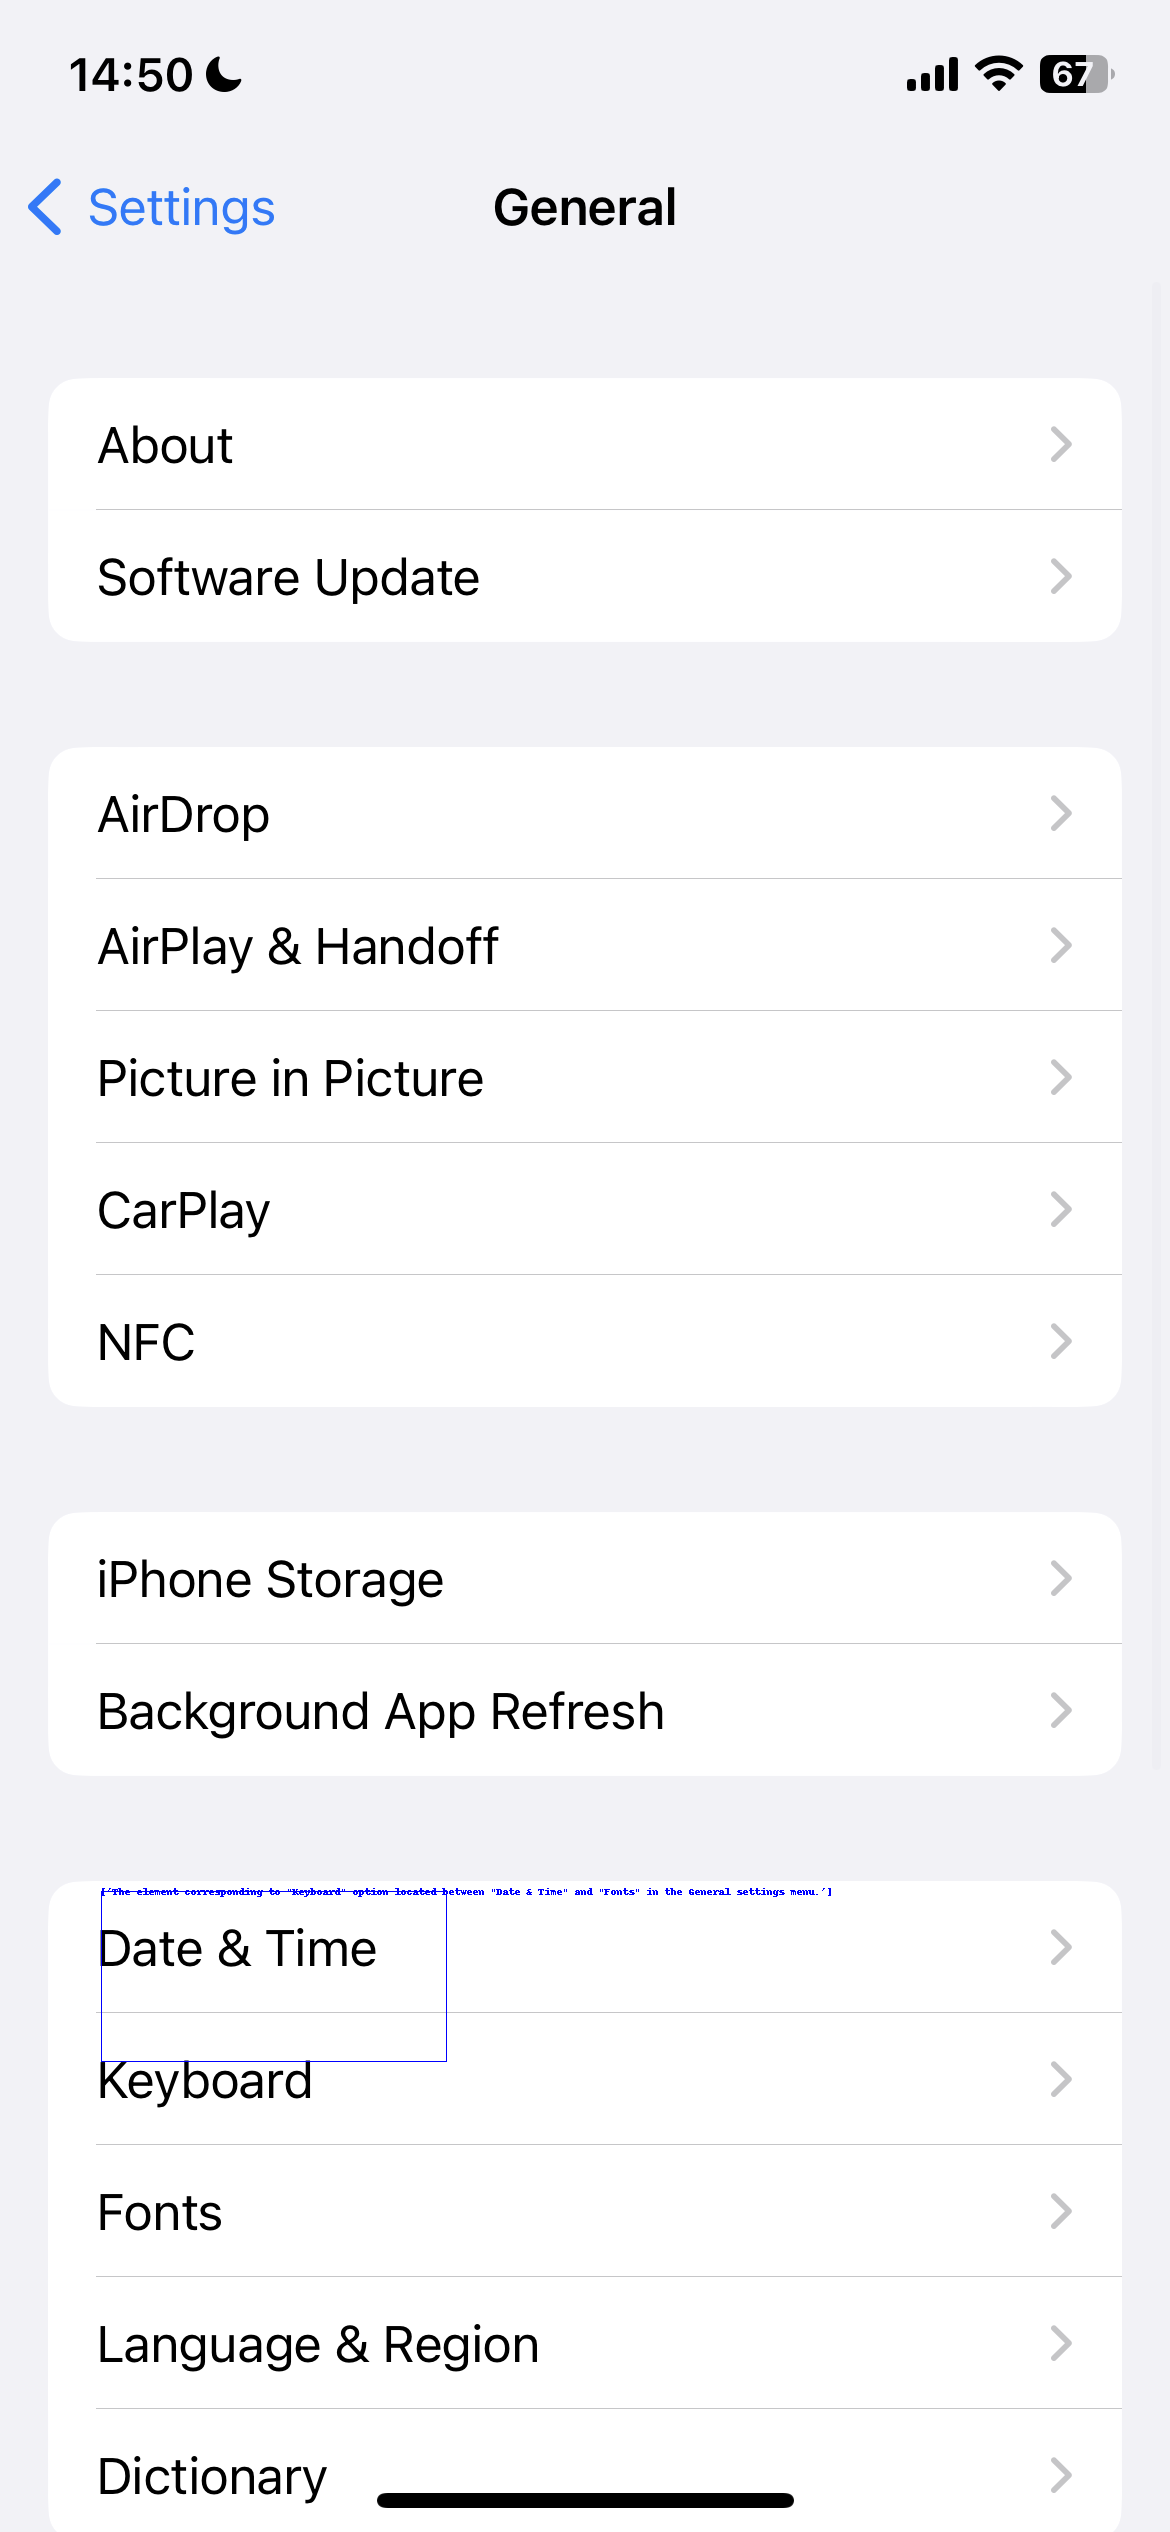 14:50
67
Settings
General
About
Software Update
AirDrop
AirPlay & Handoff
Picture in Picture
CarPlay
NFC
iPhone Storage
Background App Refresh
['The element corresponding to "Keyboard" option located between "Date & Time" and "Fonts" in the General settings menu.']
Date & Time
Keyboard
Fonts
Language & Region
Dictionary